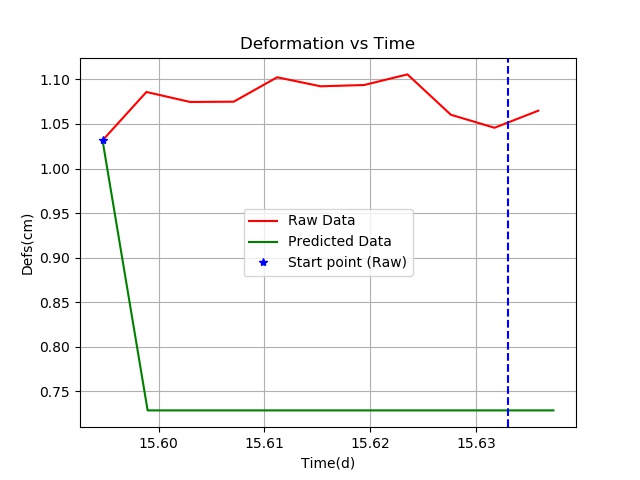 Deformation vs Time
1.10
1.05
1.00
0.95
0.90
0.85
0.80
0.75
Defs(cm)
Raw Data
Predicted Data
Start point (Raw)
15.60 15.61 15.62 15.63
Time(d)